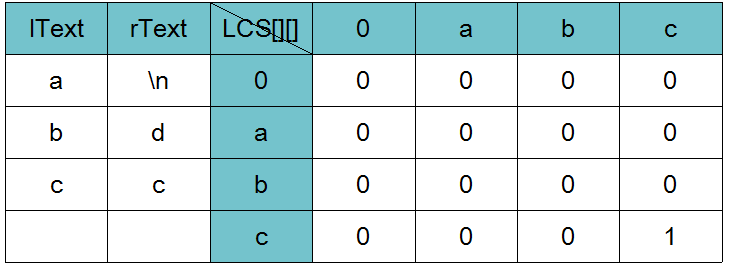 lText rText LCS[][] 0 a b c
a \n 0 0 0 0 0
b d a 0 0 0 0
c c b 0 0 0 0
c 0 0 0 1